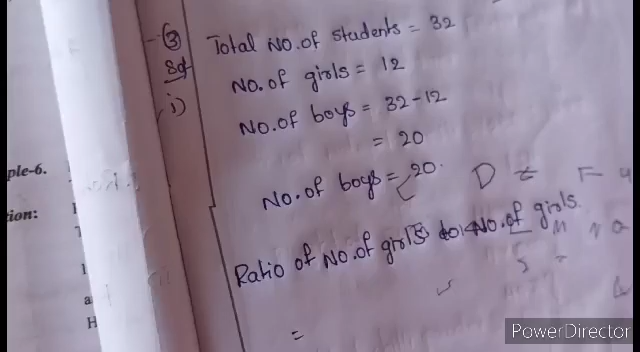 3 Total No. of students = 32
Sol No. of girls = 12
i) No. of boys = 32-12
= 20
No. of boys = 20.
Ratio of No. of girls to No. of girls.
=
ple-6.
ion:
a
H
PowerDirector